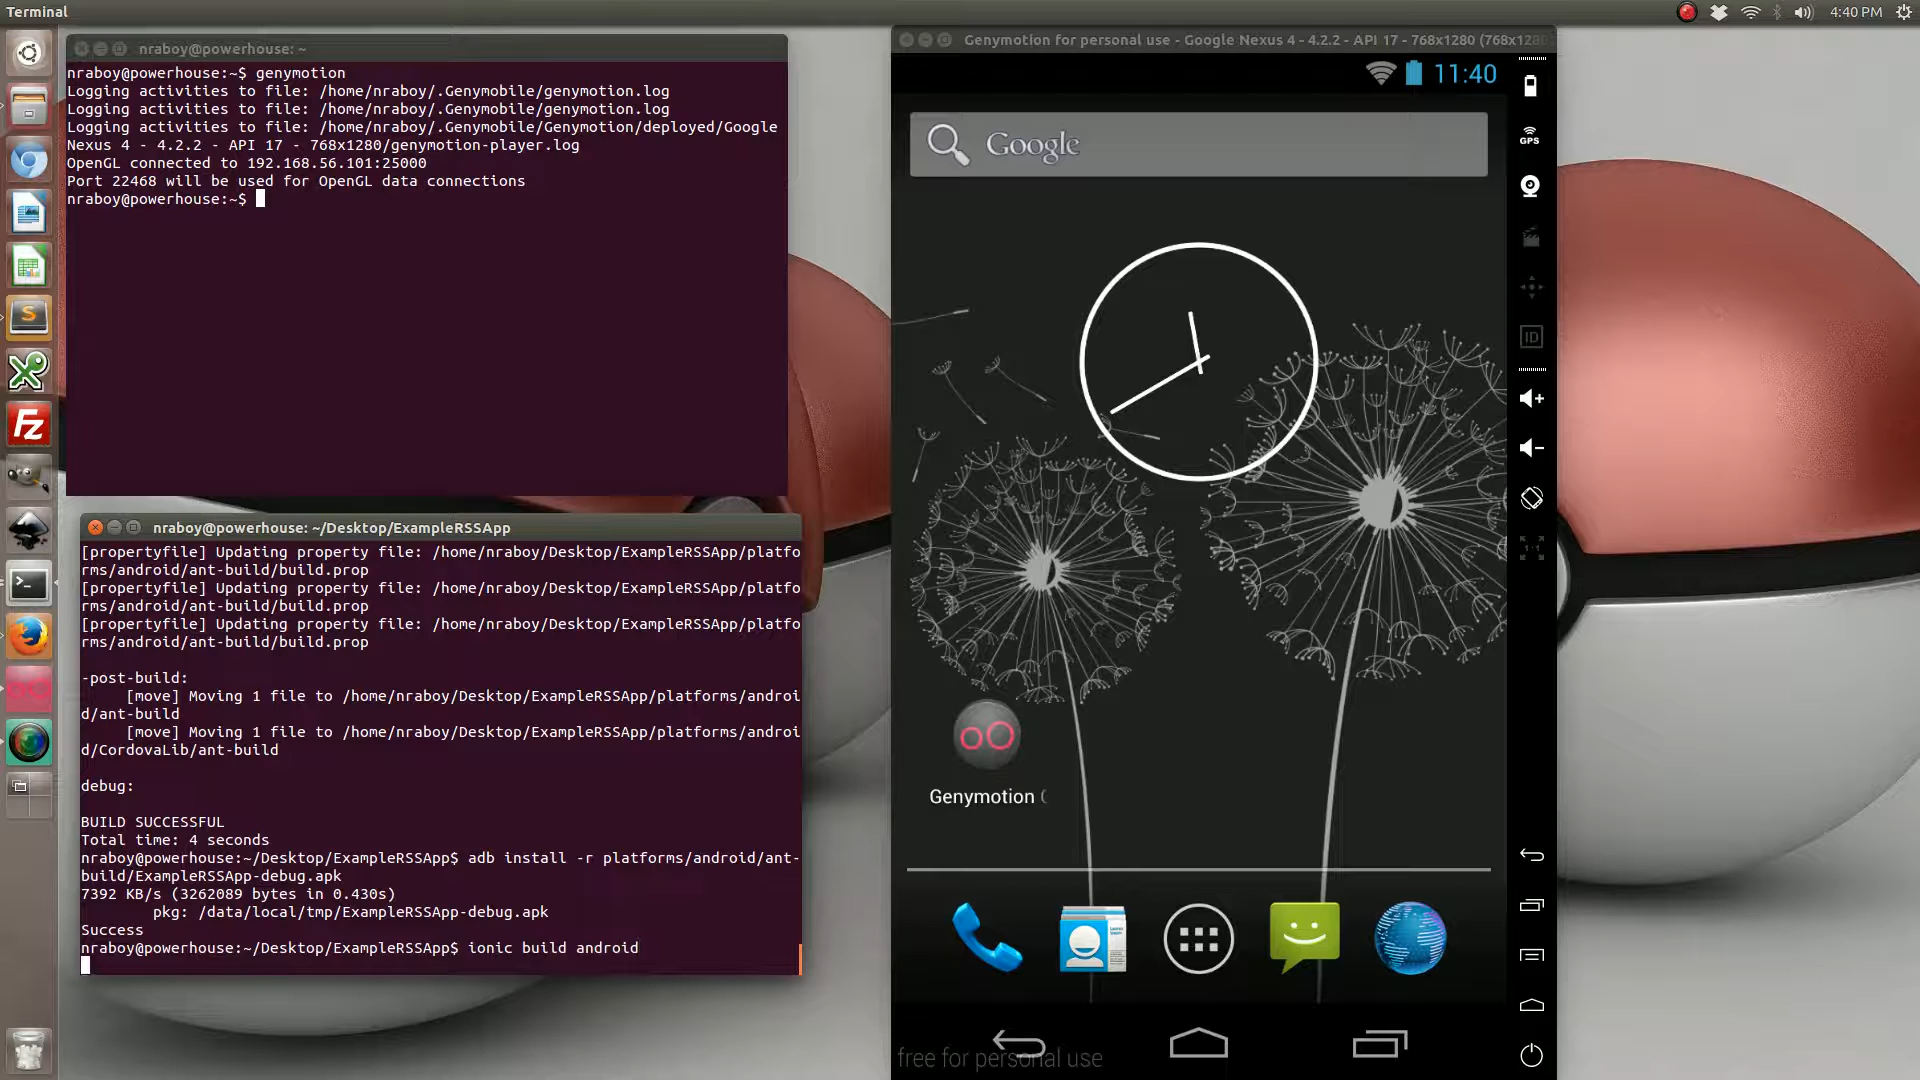 Terminal
4:40 PM
nraboy@powerhouse: ~
nraboy@powerhouse:~$ genymotion
Logging activities to file: /home/nraboy/.Genymobile/genymotion.log
Logging activities to file: /home/nraboy/.Genymobile/genymotion.log
Logging activities to file: /home/nraboy/.Genymobile/Genymotion/deployed/Google
Nexus 4 - 4.2.2 - API 17 - 768x1280/genymotion-player.log
OpenGL connected to 192.168.56.101:25000
Port 22468 will be used for OpenGL data connections
nraboy@powerhouse:~$
nraboy@powerhouse: ~/Desktop/ExampleRSSApp
[propertyfile] Updating property file: /home/nraboy/Desktop/ExampleRSSApp/platfo
rms/android/ant-build/build.prop
[propertyfile] Updating property file: /home/nraboy/Desktop/ExampleRSSApp/platfo
rms/android/ant-build/build.prop
[propertyfile] Updating property file: /home/nraboy/Desktop/ExampleRSSApp/platfo
rms/android/ant-build/build.prop
-post-build:
[move] Moving 1 file to /home/nraboy/Desktop/ExampleRSSApp/platforms/androi
d/ant-build
[move] Moving 1 file to /home/nraboy/Desktop/ExampleRSSApp/platforms/androi
d/CordovaLib/ant-build
debug:
BUILD SUCCESSFUL
Total time: 4 seconds
nraboy@powerhouse:~/Desktop/ExampleRSSApp$ adb install -r platforms/android/ant-
build/ExampleRSSApp-debug.apk
7392 KB/s (3262089 bytes in 0.430s)
pkg: /data/local/tmp/ExampleRSSApp-debug.apk
Success
nraboy@powerhouse:~/Desktop/ExampleRSSApp$ ionic build android
Genymotion for personal use - Google Nexus 4 - 4.2.2 - API 17 - 768x1280 (768x128
11:40
Google
GPS
ID
1:1
Genymotion
free for personal use
S
Fz